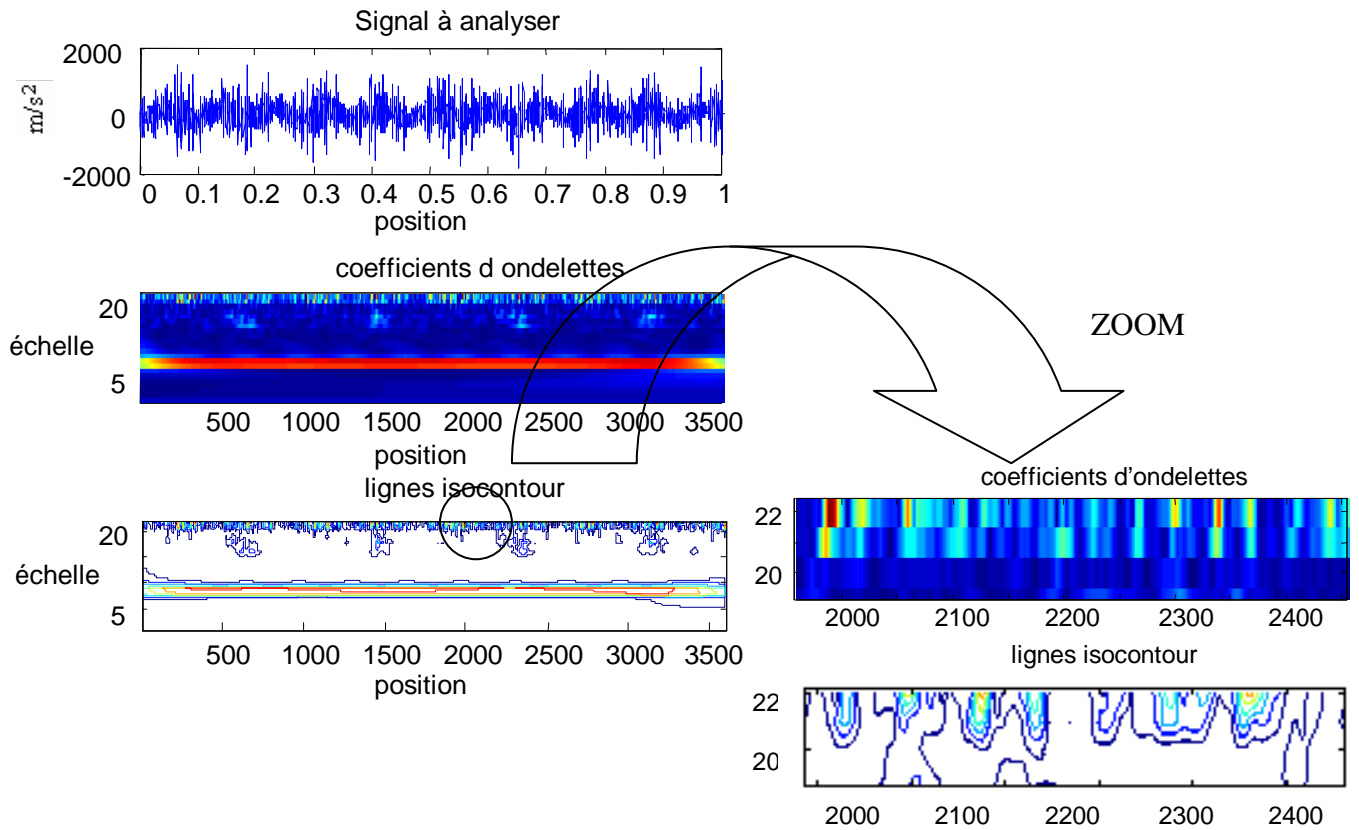 Signal à analyser
2000
m/s²
0
-2000
0 0.1 0.2 0.3 0.4 0.5 0.6 0.7 0.8 0.9 1
position
coefficients d ondelettes
20
échelle
5
500 1000 1500 2000 2500 3000 3500
position
ZOOM
lignes isocontour
20
échelle
5
500 1000 1500 2000 2500 3000 3500
position
coefficients d'ondelettes
22
20
2000 2100 2200 2300 2400
lignes isocontour
22
20
2000 2100 2200 2300 2400